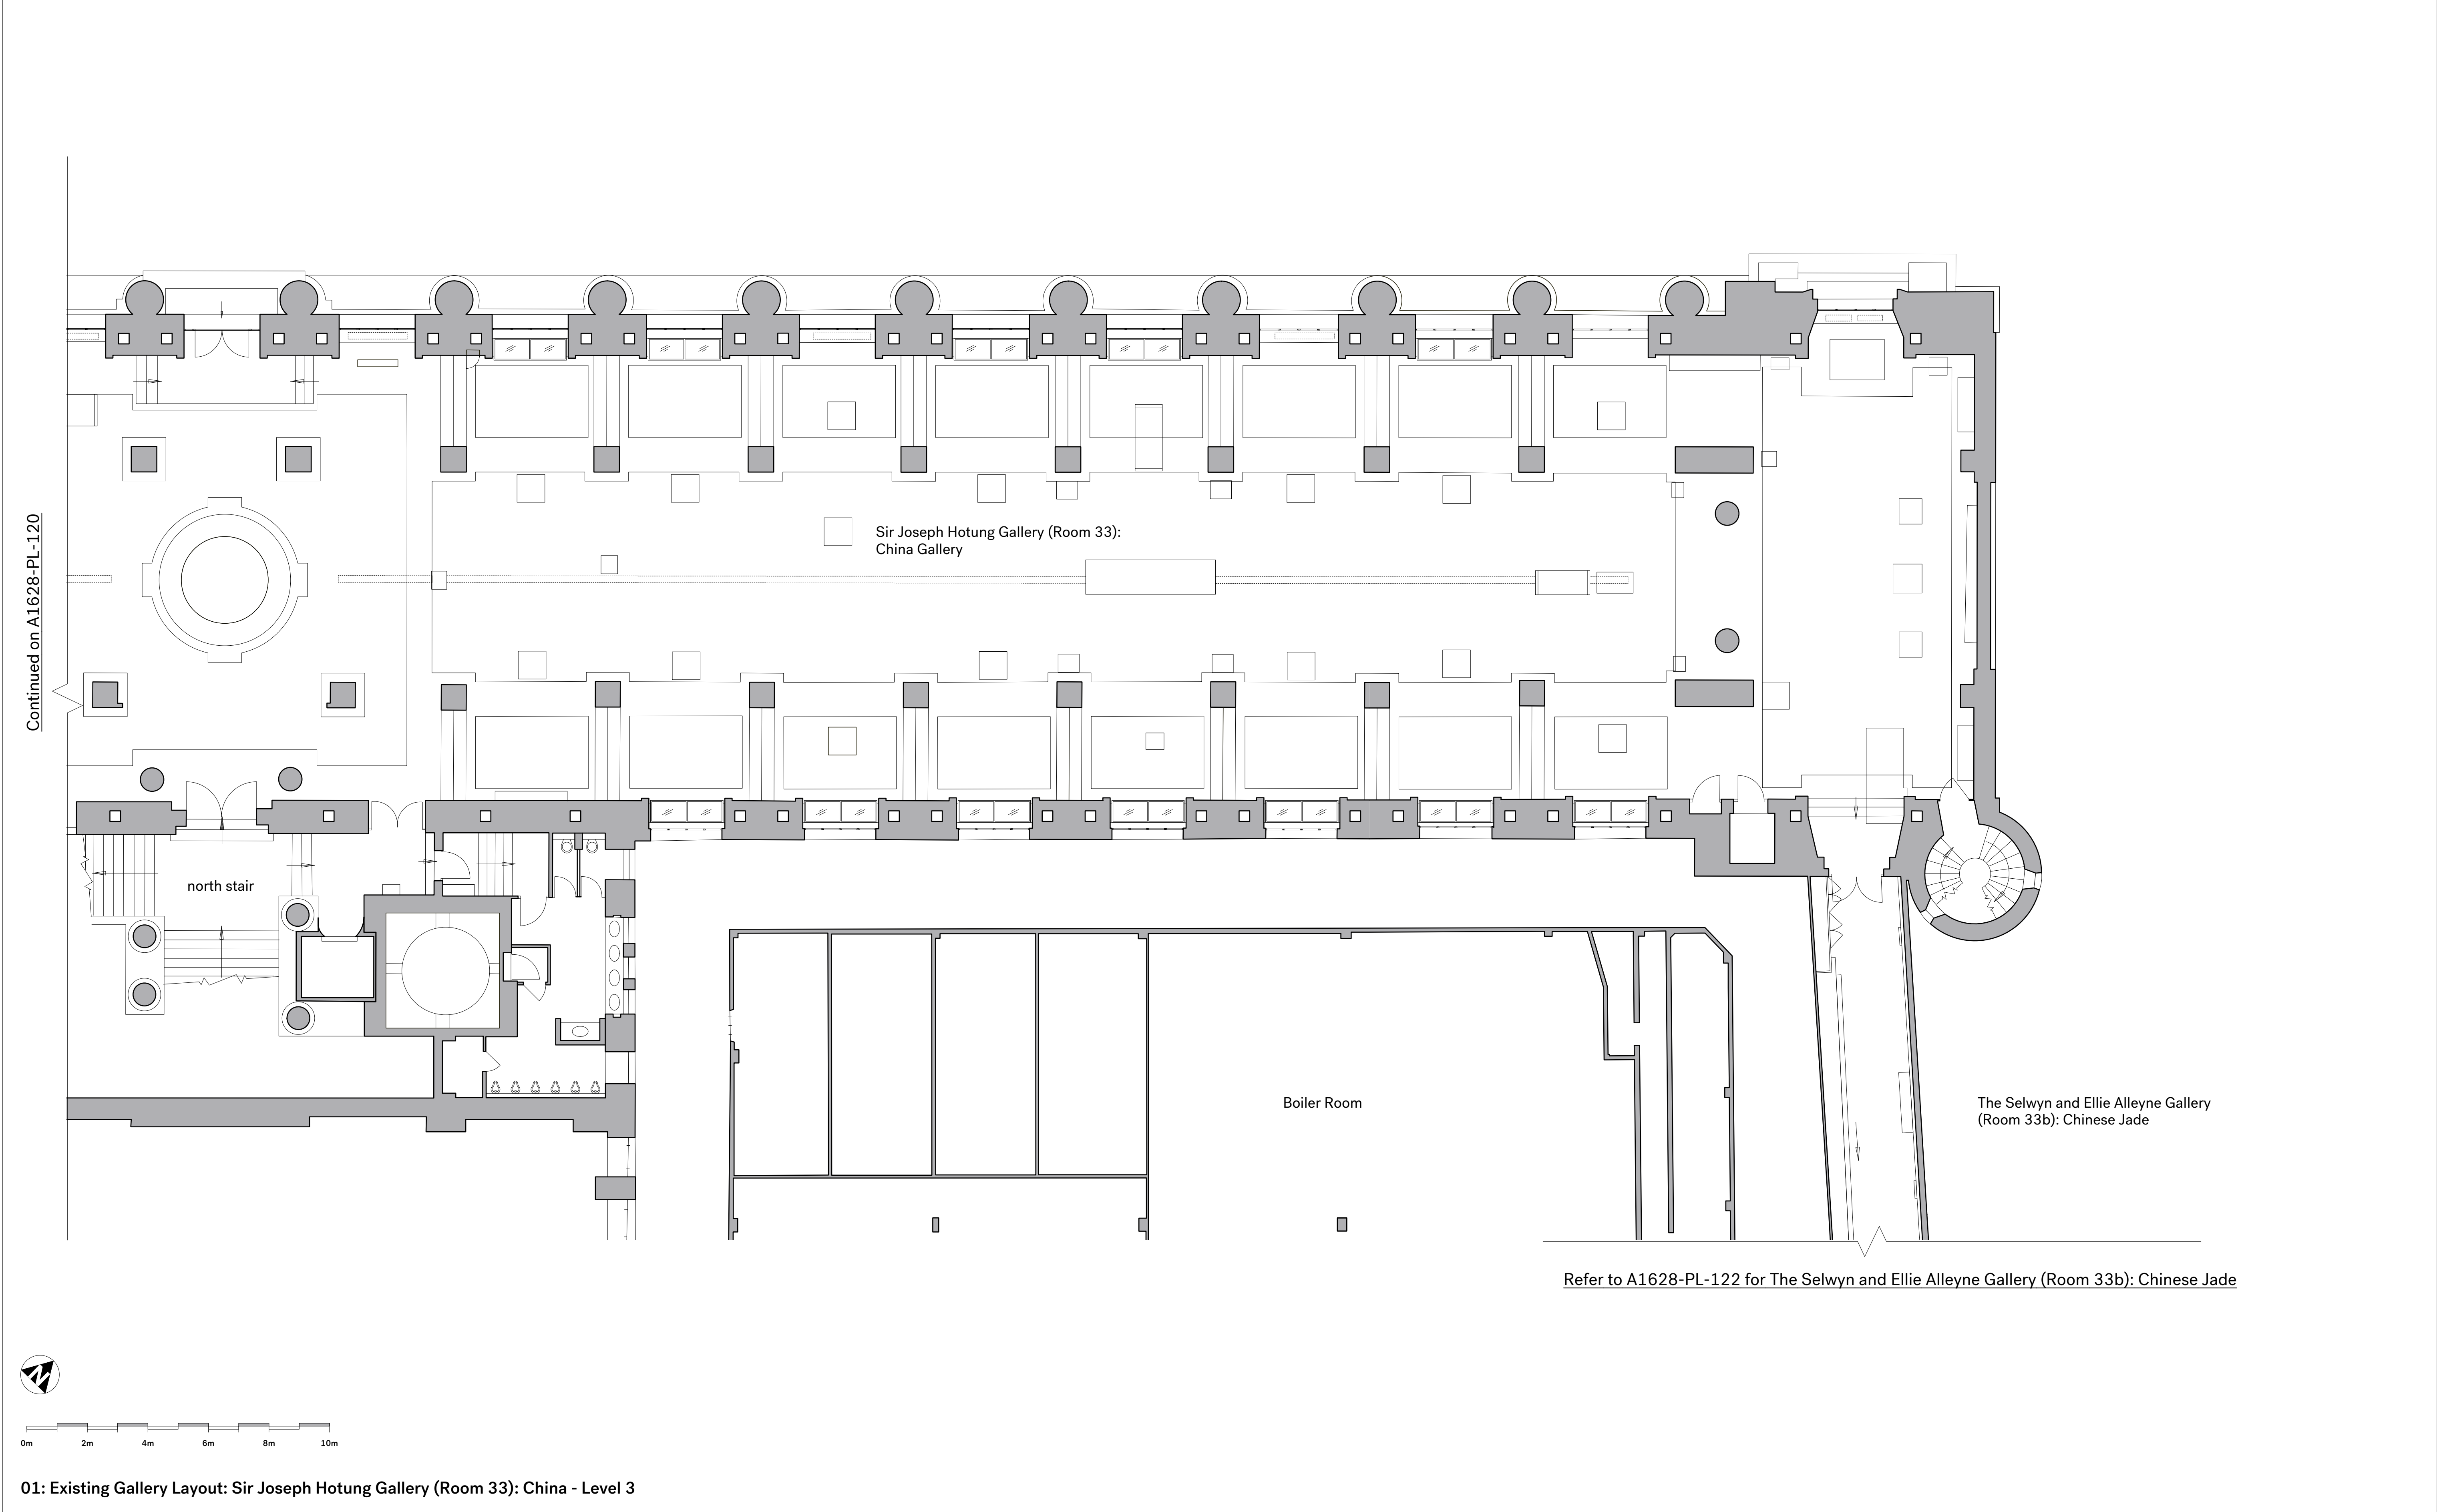 Continued on A1628-PL-120
Sir Joseph Hotung Gallery (Room 33):
China Gallery
north stair
Boiler Room
The Selwyn and Ellie Alleyne Gallery
(Room 33b): Chinese Jade
Refer to A1628-PL-122 for The Selwyn and Ellie Alleyne Gallery (Room 33b): Chinese Jade
N
0m 2m 4m 6m 8m 10m
01: Existing Gallery Layout: Sir Joseph Hotung Gallery (Room 33): China - Level 3